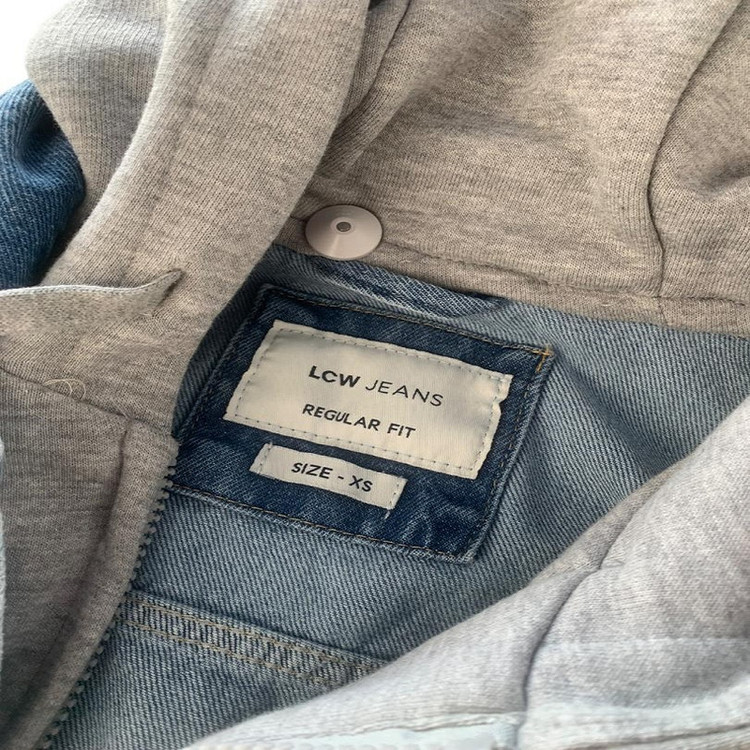 LCW JEANS
REGULAR FIT
SIZE - XS